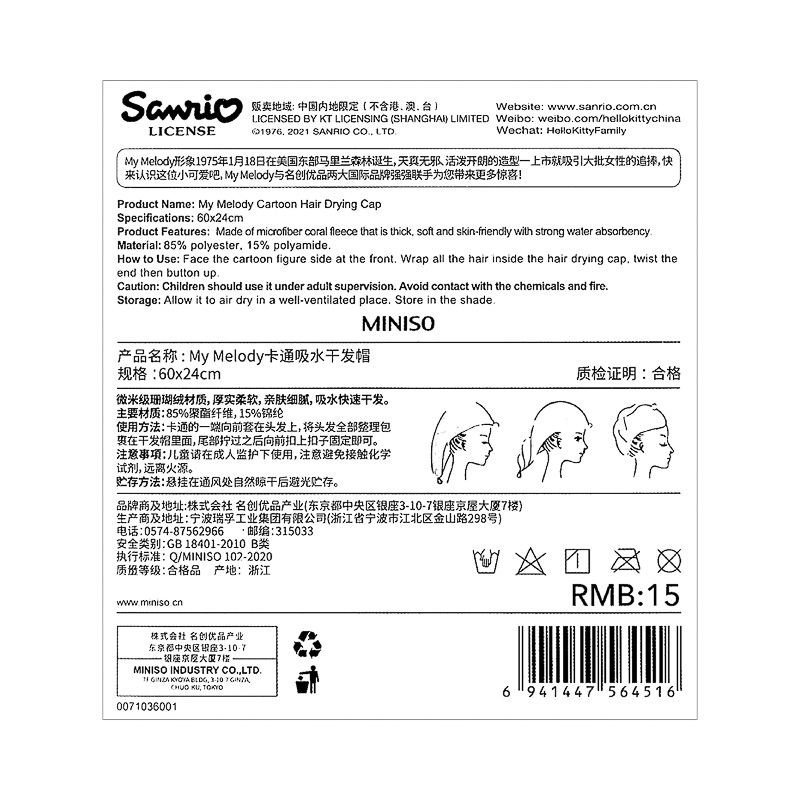 Sanrio
LICENSE
贩卖地域: 中国内地限定 (不含港、澳、台)
LICENSED BY KT LICENSING (SHANGHAI) LIMITED
©1976, 2021 SANRIO CO., LTD.
Website: www.sanrio.com.cn
Weibo: weibo.com/hellokittychina
Wechat: HelloKittyFamily
My Melody形象1975年1月18日在美国东部马里兰森林诞生,天真无邪、活泼开朗的造型一上市就吸引大批女性的追捧,快
来认识这位小可爱吧, My Melody与名创优品两大国际品牌强强联手为您带来更多惊喜!
Product Name: My Melody Cartoon Hair Drying Cap
Specifications: 60x24cm
Product Features: Made of microfiber coral fleece that is thick, soft and skin-friendly with strong water absorbency.
Material: 85% polyester, 15% polyamide.
How to Use: Face the cartoon figure side at the front. Wrap all the hair inside the hair drying cap, twist the
end then button up.
Caution: Children should use it under adult supervision. Avoid contact with the chemicals and fire.
Storage: Allow it to air dry in a well-ventilated place. Store in the shade.
MINISO
产品名称: My Melody卡通吸水干发帽
规格 :60x24cm
质检证明:合格
微米级珊瑚绒材质,厚实柔软,亲肤细腻,吸水快速干发。
主要材质:85%聚酯纤维,15%锦纶
使用方法:卡通的一端向前套在头发上,将头发全部整理包
裹在干发帽里面,尾部拧过之后向前扣上扣子固定即可。
注意事项:儿童请在成人监护下使用,注意避免接触化学
试剂,远离火源。
贮存方法:悬挂在通风处自然晾干后避光贮存。
品牌商及地址:株式会社 名创优品产业(东京都中央区银座3-10-7银座京屋大厦7楼)
生产商及地址:宁波瑞孚工业集团有限公司(浙江省宁波市江北区金山路298号)
电话:0574-87562966 ·邮编:315033
安全类别:GB 18401-2010 B类
执行标准: Q/MINISO 102-2020
质量等级:合格品 产地: 浙江
RMB:15
www.miniso.cn
株式会社 名创优品产业
东京都中央区银座3-10-7
银座京屋大厦7楼
MINISO INDUSTRY CO.,LTD.
7F GINZA KYOYA BLDG, 3-10-7 GINZA,
CHUO-KU, TOKYO
6 941447 564516
0071036001